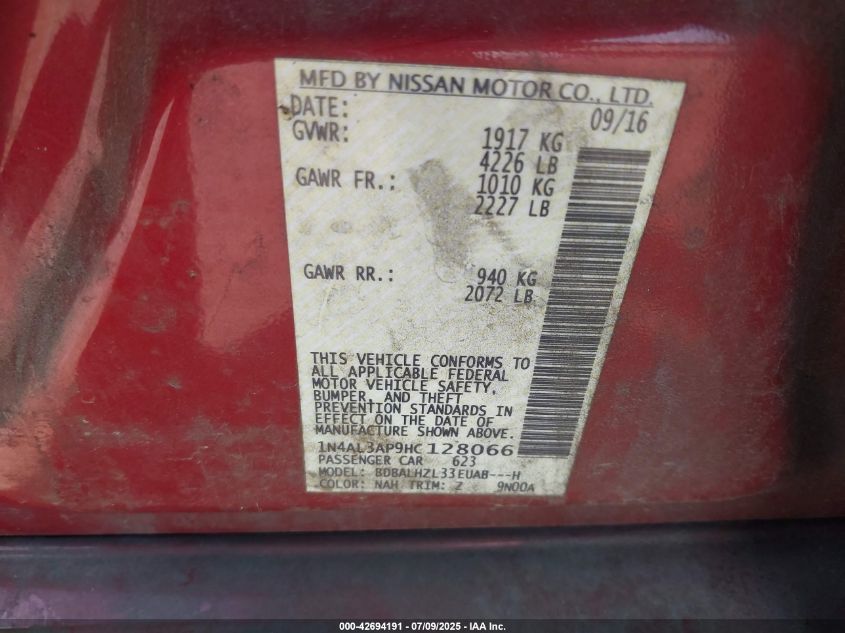 MFD BY NISSAN MOTOR CO., LTD.
DATE: 09/16
GVWR: 1917 KG
4226 LB
GAWR FR.: 1010 KG
2227 LB
GAWR RR.: 940 KG
2072 LB
THIS VEHICLE CONFORMS TO
ALL APPLICABLE FEDERAL
MOTOR VEHICLE SAFETY,
BUMPER, AND THEFT
PREVENTION STANDARDS IN
EFFECT ON THE DATE OF
MANUFACTURE SHOWN ABOVE.
1N4AL3AP9HC128066
PASSENGER CAR 623
MODEL: BDBALHZL33EUAB---H
COLOR: NAH TRIM: Z 9N00A
000-42694191 - 07/09/2025 - IAA Inc.